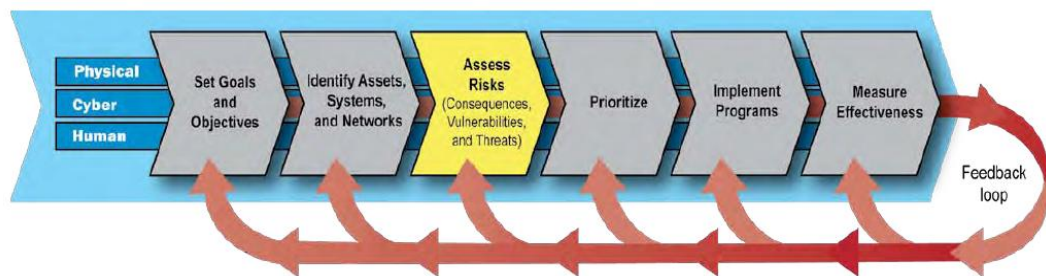 Physical
Cyber
Human
Set Goals
and
Objectives
Identify Assets,
Systems,
and Networks
Assess
Risks
(Consequences,
Vulnerabilities,
and Threats)
Prioritize
Implement
Programs
Measure
Effectiveness
Feedback
loop